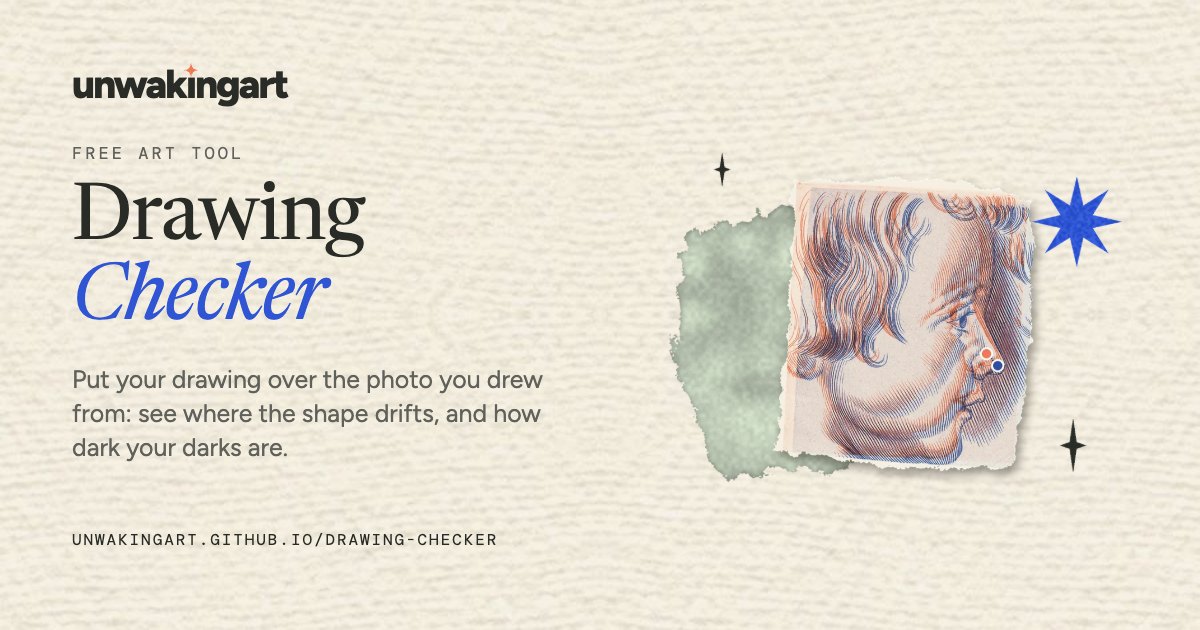 unwakingart
FREE ART TOOL
Drawing
Checker
Put your drawing over the photo you drew
from: see where the shape drifts, and how
dark your darks are.
UNWAKINGART.GITHUB.IO/DRAWING-CHECKER